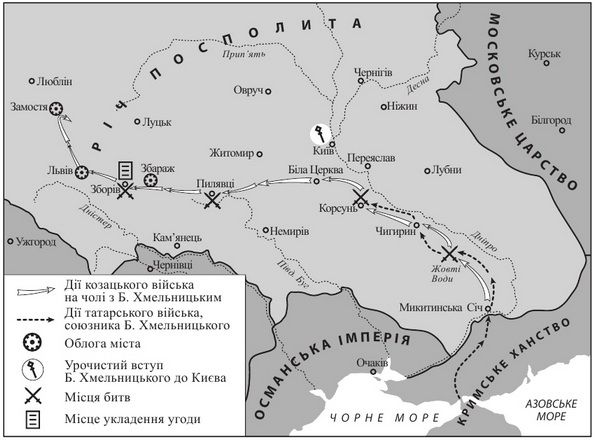 РІЧ ПОСПОЛИТА
МОСКОВСЬКЕ ЦАРСТВО
Прип'ять
Курськ
Люблін
Чернігів
Десна
Овруч
Замостя
Ніжин
Луцьк
Білгород
Київ
Житомир
Переяслав
Збараж
Львів
Біла Церква
Лубни
Зборів
Пилявці
Корсунь
Дністер
Чигирин
Немирів
Дніпро
Ужгород
Кам'янець
Жовті
Води
Чернівці
Півд. Буг
Микитинська Січ
ОСМАНСЬКА ІМПЕРІЯ
Очаків
КРИМСЬКЕ ХАНСТВО
ЧОРНЕ МОРЕ
АЗОВСЬКЕ
МОРЕ
Дії козацького війська
на чолі з Б. Хмельницьким
Дії татарського війська,
союзника Б. Хмельницького
Облога міста
Урочистий вступ
Б. Хмельницького до Києва
Місця битв
Місце укладення угоди